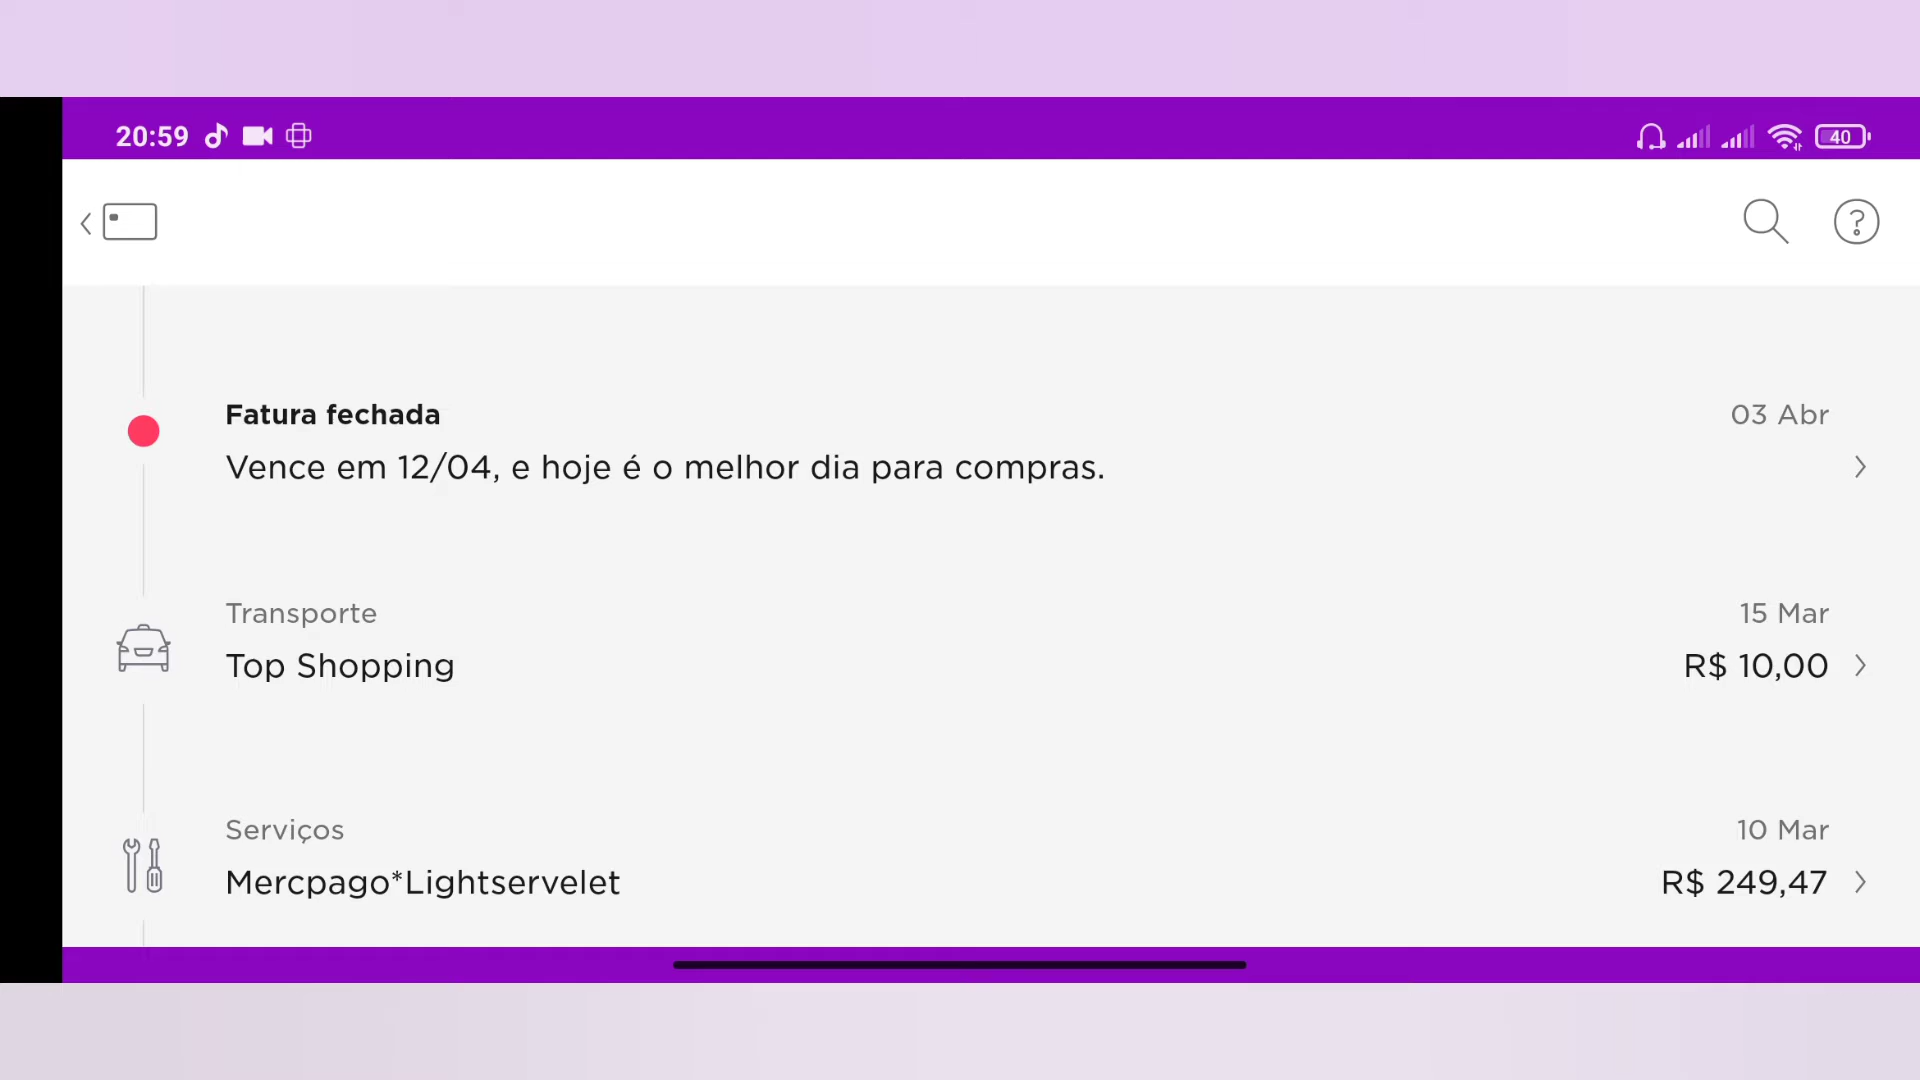 20:59
40
Fatura fechada
03 Abr
Vence em 12/04, e hoje é o melhor dia para compras.
Transporte
15 Mar
Top Shopping
R$ 10,00
Serviços
10 Mar
Mercpago*Lightservelet
R$ 249,47